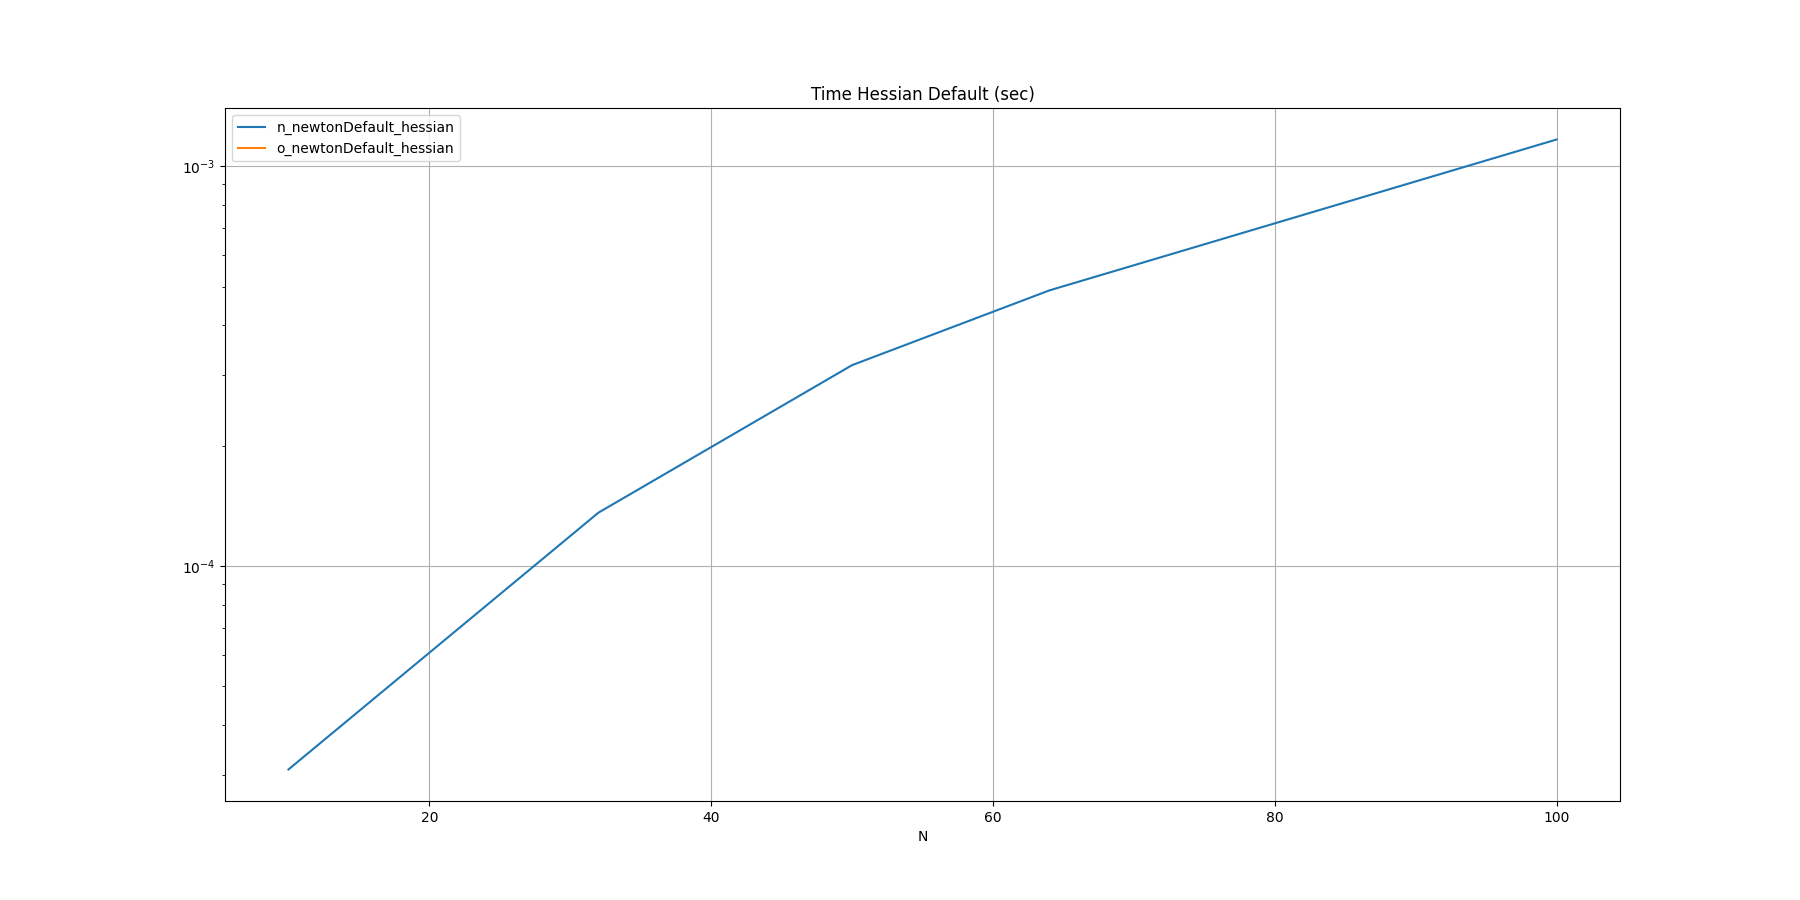 Time Hessian Default (sec)
n_newtonDefault_hessian
o_newtonDefault_hessian
10⁻³
10⁻⁴
20 40 60 80 100
N